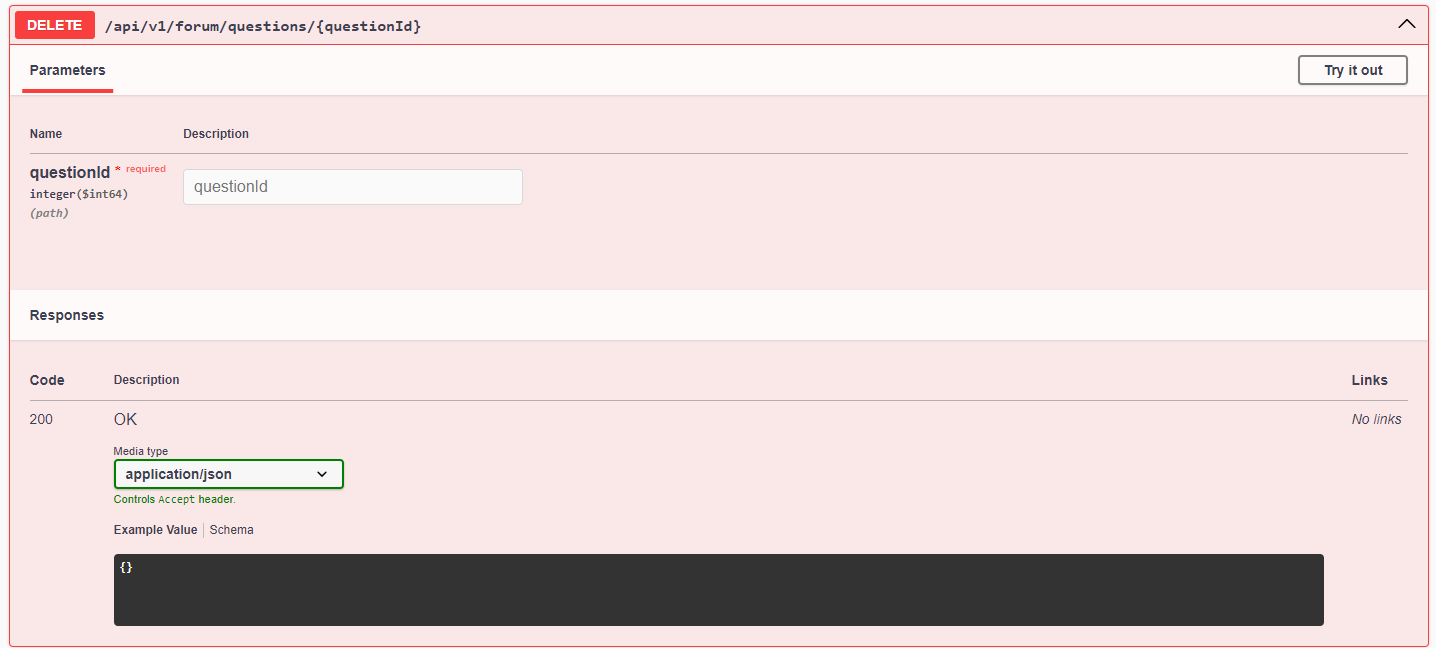 DELETE /api/v1/forum/questions/{questionId}
Parameters
Try it out
Name Description
questionId * required
integer($int64)
(path)
questionId
Responses
Code Description Links
200 OK No links
Media type
application/json
Controls Accept header.
Example Value Schema
{}